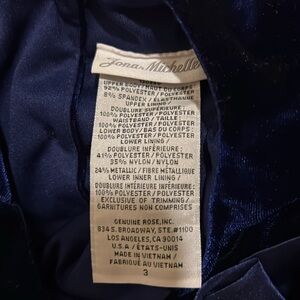 Jona Michelle
UPPER BODY/HAUT DU CORPS
92% POLYESTER / POLYESTER
8% SPANDEX / ELASTHANNE
UPPER LINING /
DOUBLURE SUPÉRIEURE :
100% POLYESTER / POLYESTER
WAISTBAND / TAILLE :
100% POLYESTER / POLYESTER
LOWER BODY/BAS DU CORPS :
100% POLYESTER / POLYESTER
LOWER LINING /
DOUBLURE INFÉRIEURE :
41% POLYESTER / POLYESTER
35% NYLON / NYLON
24% METALLIC / FIBRE MÉTALLIQUE
LOWER INNER LINING /
DOUBLURE INTÉRIEURE INFÉRIEURE :
100% POLYESTER / POLYESTER
EXCLUSIVE OF TRIMMING /
GARNITURES NON COMPRISES
GENUINE ROSE, INC.
834 S. BROADWAY, STE. #1100
LOS ANGELES, CA 90014
U.S.A / ÉTATS-UNIS
MADE IN VIETNAM /
FABRIQUÉ AU VIETNAM
3